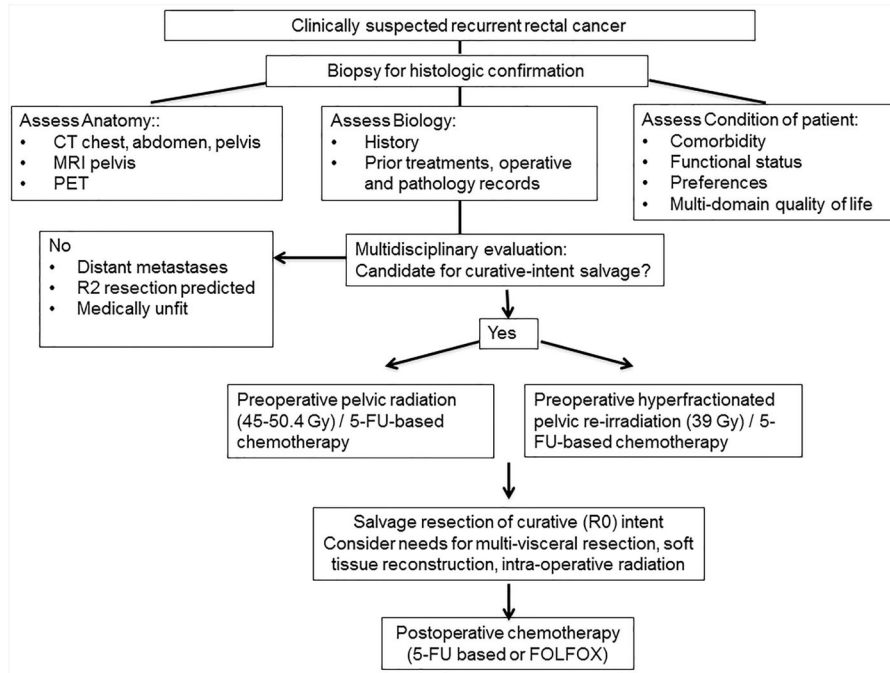 Clinically suspected recurrent rectal cancer
Biopsy for histologic confirmation
Assess Anatomy::
• CT chest, abdomen, pelvis
• MRI pelvis
• PET
Assess Biology:
• History
• Prior treatments, operative
and pathology records
Assess Condition of patient:
• Comorbidity
• Functional status
• Preferences
• Multi-domain quality of life
No
• Distant metastases
• R2 resection predicted
• Medically unfit
Multidisciplinary evaluation:
Candidate for curative-intent salvage?
Yes
Preoperative pelvic radiation
(45-50.4 Gy) / 5-FU-based
chemotherapy
Preoperative hyperfractionated
pelvic re-irradiation (39 Gy) / 5-
FU-based chemotherapy
Salvage resection of curative (R0) intent
Consider needs for multi-visceral resection, soft
tissue reconstruction, intra-operative radiation
Postoperative chemotherapy
(5-FU based or FOLFOX)